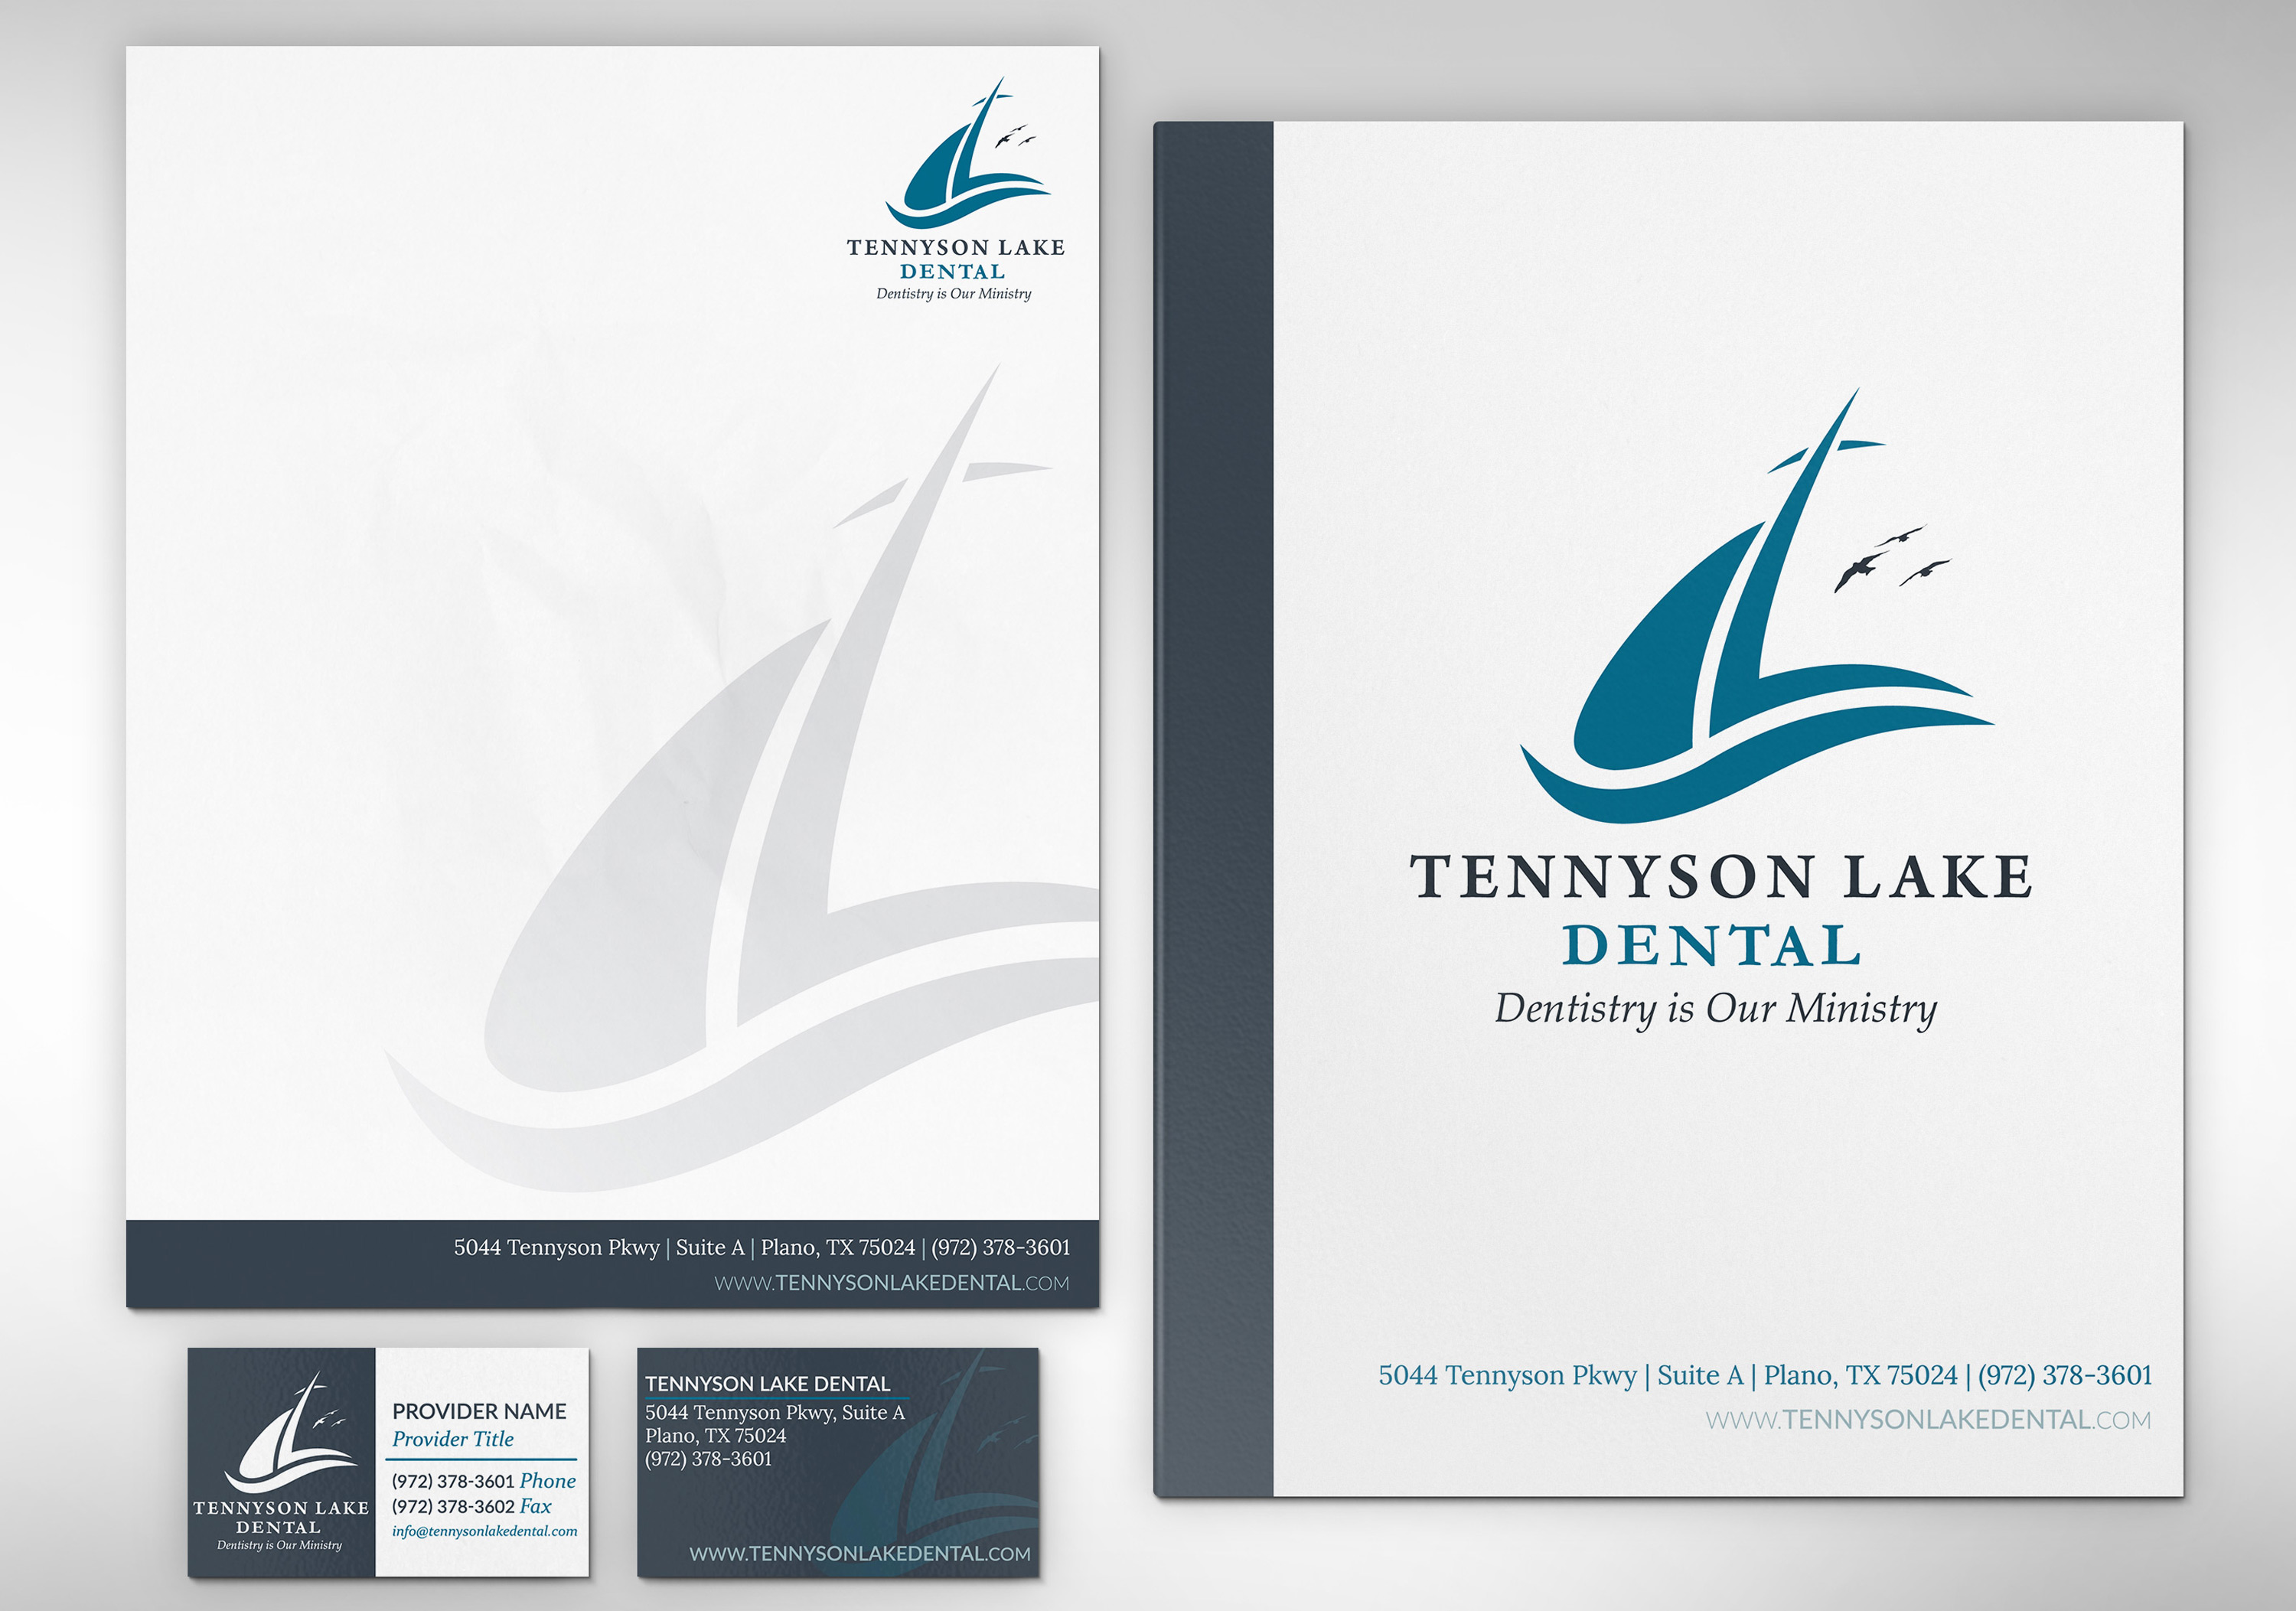 TENNYSON LAKE
DENTAL
Dentistry is Our Ministry
5044 Tennyson Pkwy | Suite A | Plano, TX 75024 | (972) 378-3601
WWW.TENNYSONLAKEDENTAL.COM
TENNYSON LAKE
DENTAL
Dentistry is Our Ministry
5044 Tennyson Pkwy | Suite A | Plano, TX 75024 | (972) 378-3601
WWW.TENNYSONLAKEDENTAL.COM
TENNYSON LAKE
DENTAL
Dentistry is Our Ministry
PROVIDER NAME
Provider Title
(972) 378-3601 Phone
(972) 378-3602 Fax
info@tennysonlakedental.com
TENNYSON LAKE DENTAL
5044 Tennyson Pkwy, Suite A
Plano, TX 75024
(972) 378-3601
WWW.TENNYSONLAKEDENTAL.COM